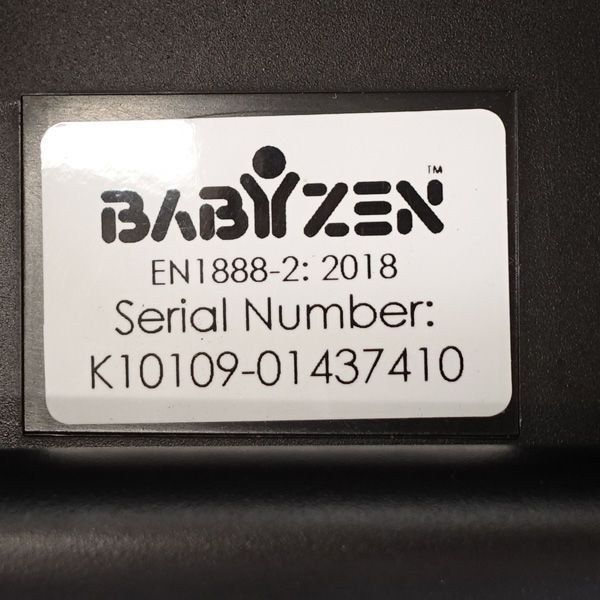 BABYZEN™
EN1888-2: 2018
Serial Number:
K10109-01437410